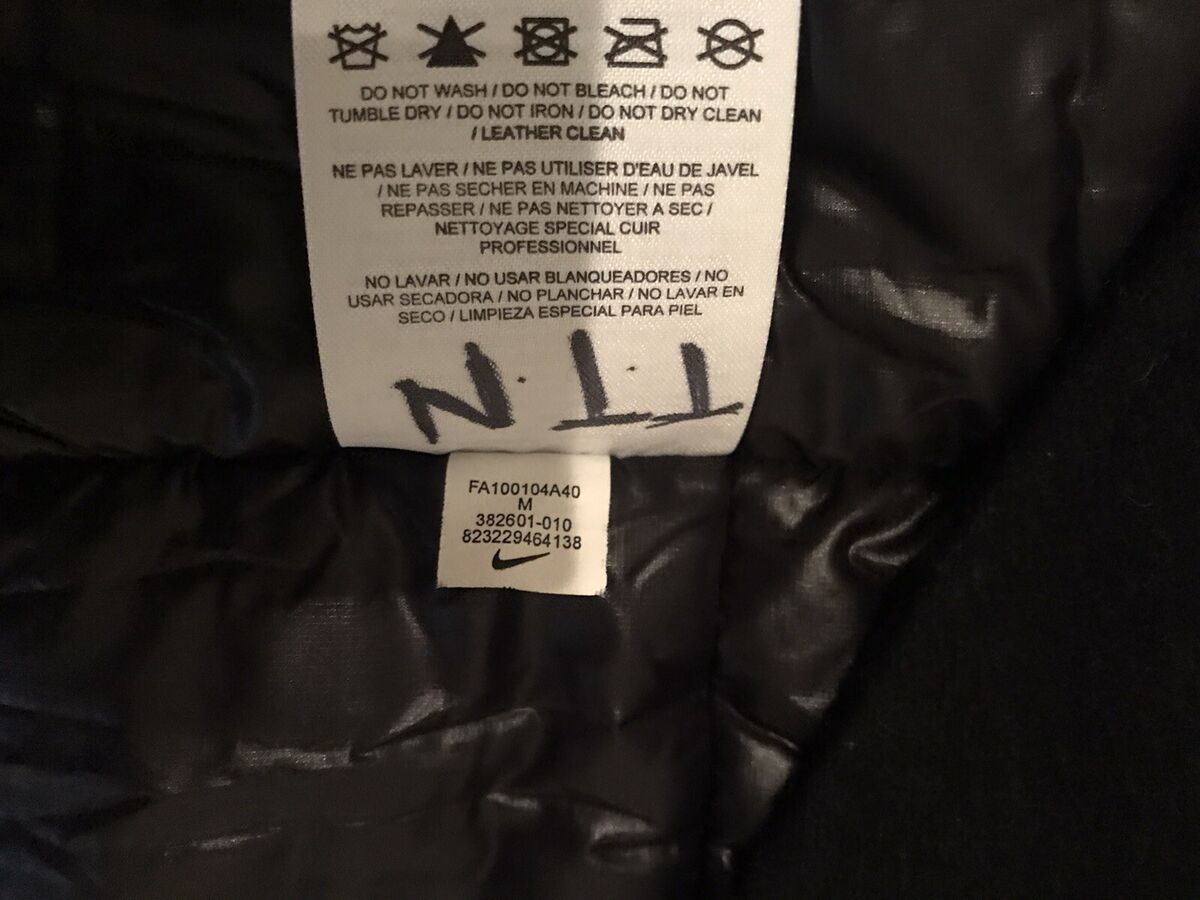 DO NOT WASH / DO NOT BLEACH / DO NOT
TUMBLE DRY / DO NOT IRON / DO NOT DRY CLEAN
/ LEATHER CLEAN
NE PAS LAVER / NE PAS UTILISER D'EAU DE JAVEL
/ NE PAS SECHER EN MACHINE / NE PAS
REPASSER / NE PAS NETTOYER A SEC /
NETTOYAGE SPECIAL CUIR
PROFESSIONNEL
NO LAVAR / NO USAR BLANQUEADORES / NO
USAR SECADORA / NO PLANCHAR / NO LAVAR EN
SECO / LIMPIEZA ESPECIAL PARA PIEL
T.T.N
FA100104A40
M
382601-010
823229464138